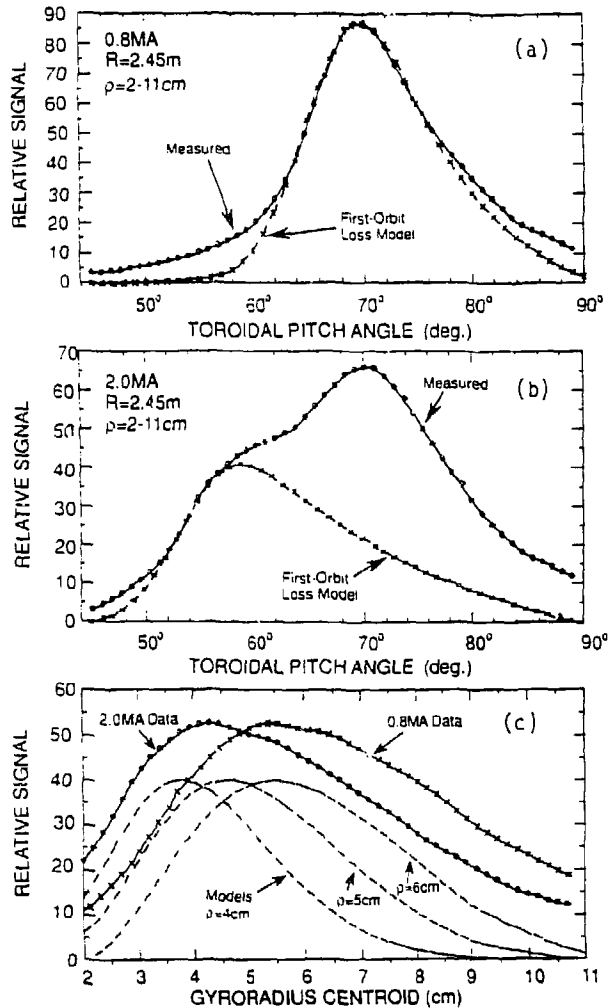 (a)
0.8MA
R=2.45m
ρ=2-11cm
Measured
First-Orbit
Loss Model
RELATIVE SIGNAL
90
80
70
60
50
40
30
20
10
0
50° 60° 70° 80° 90°
TOROIDAL PITCH ANGLE (deg.)
(b)
2.0MA
R=2.45m
ρ=2-11cm
Measured
First-Orbit
Loss Model
RELATIVE SIGNAL
70
60
50
40
30
20
10
0
50° 60° 70° 80° 90°
TOROIDAL PITCH ANGLE (deg.)
(c)
2.0MA Data
0.8MA Data
Models
ρ=4cm
ρ=5cm
ρ=6cm
RELATIVE SIGNAL
60
50
40
30
20
10
0
2 3 4 5 6 7 8 9 10 11
GYRORADIUS CENTROID (cm)